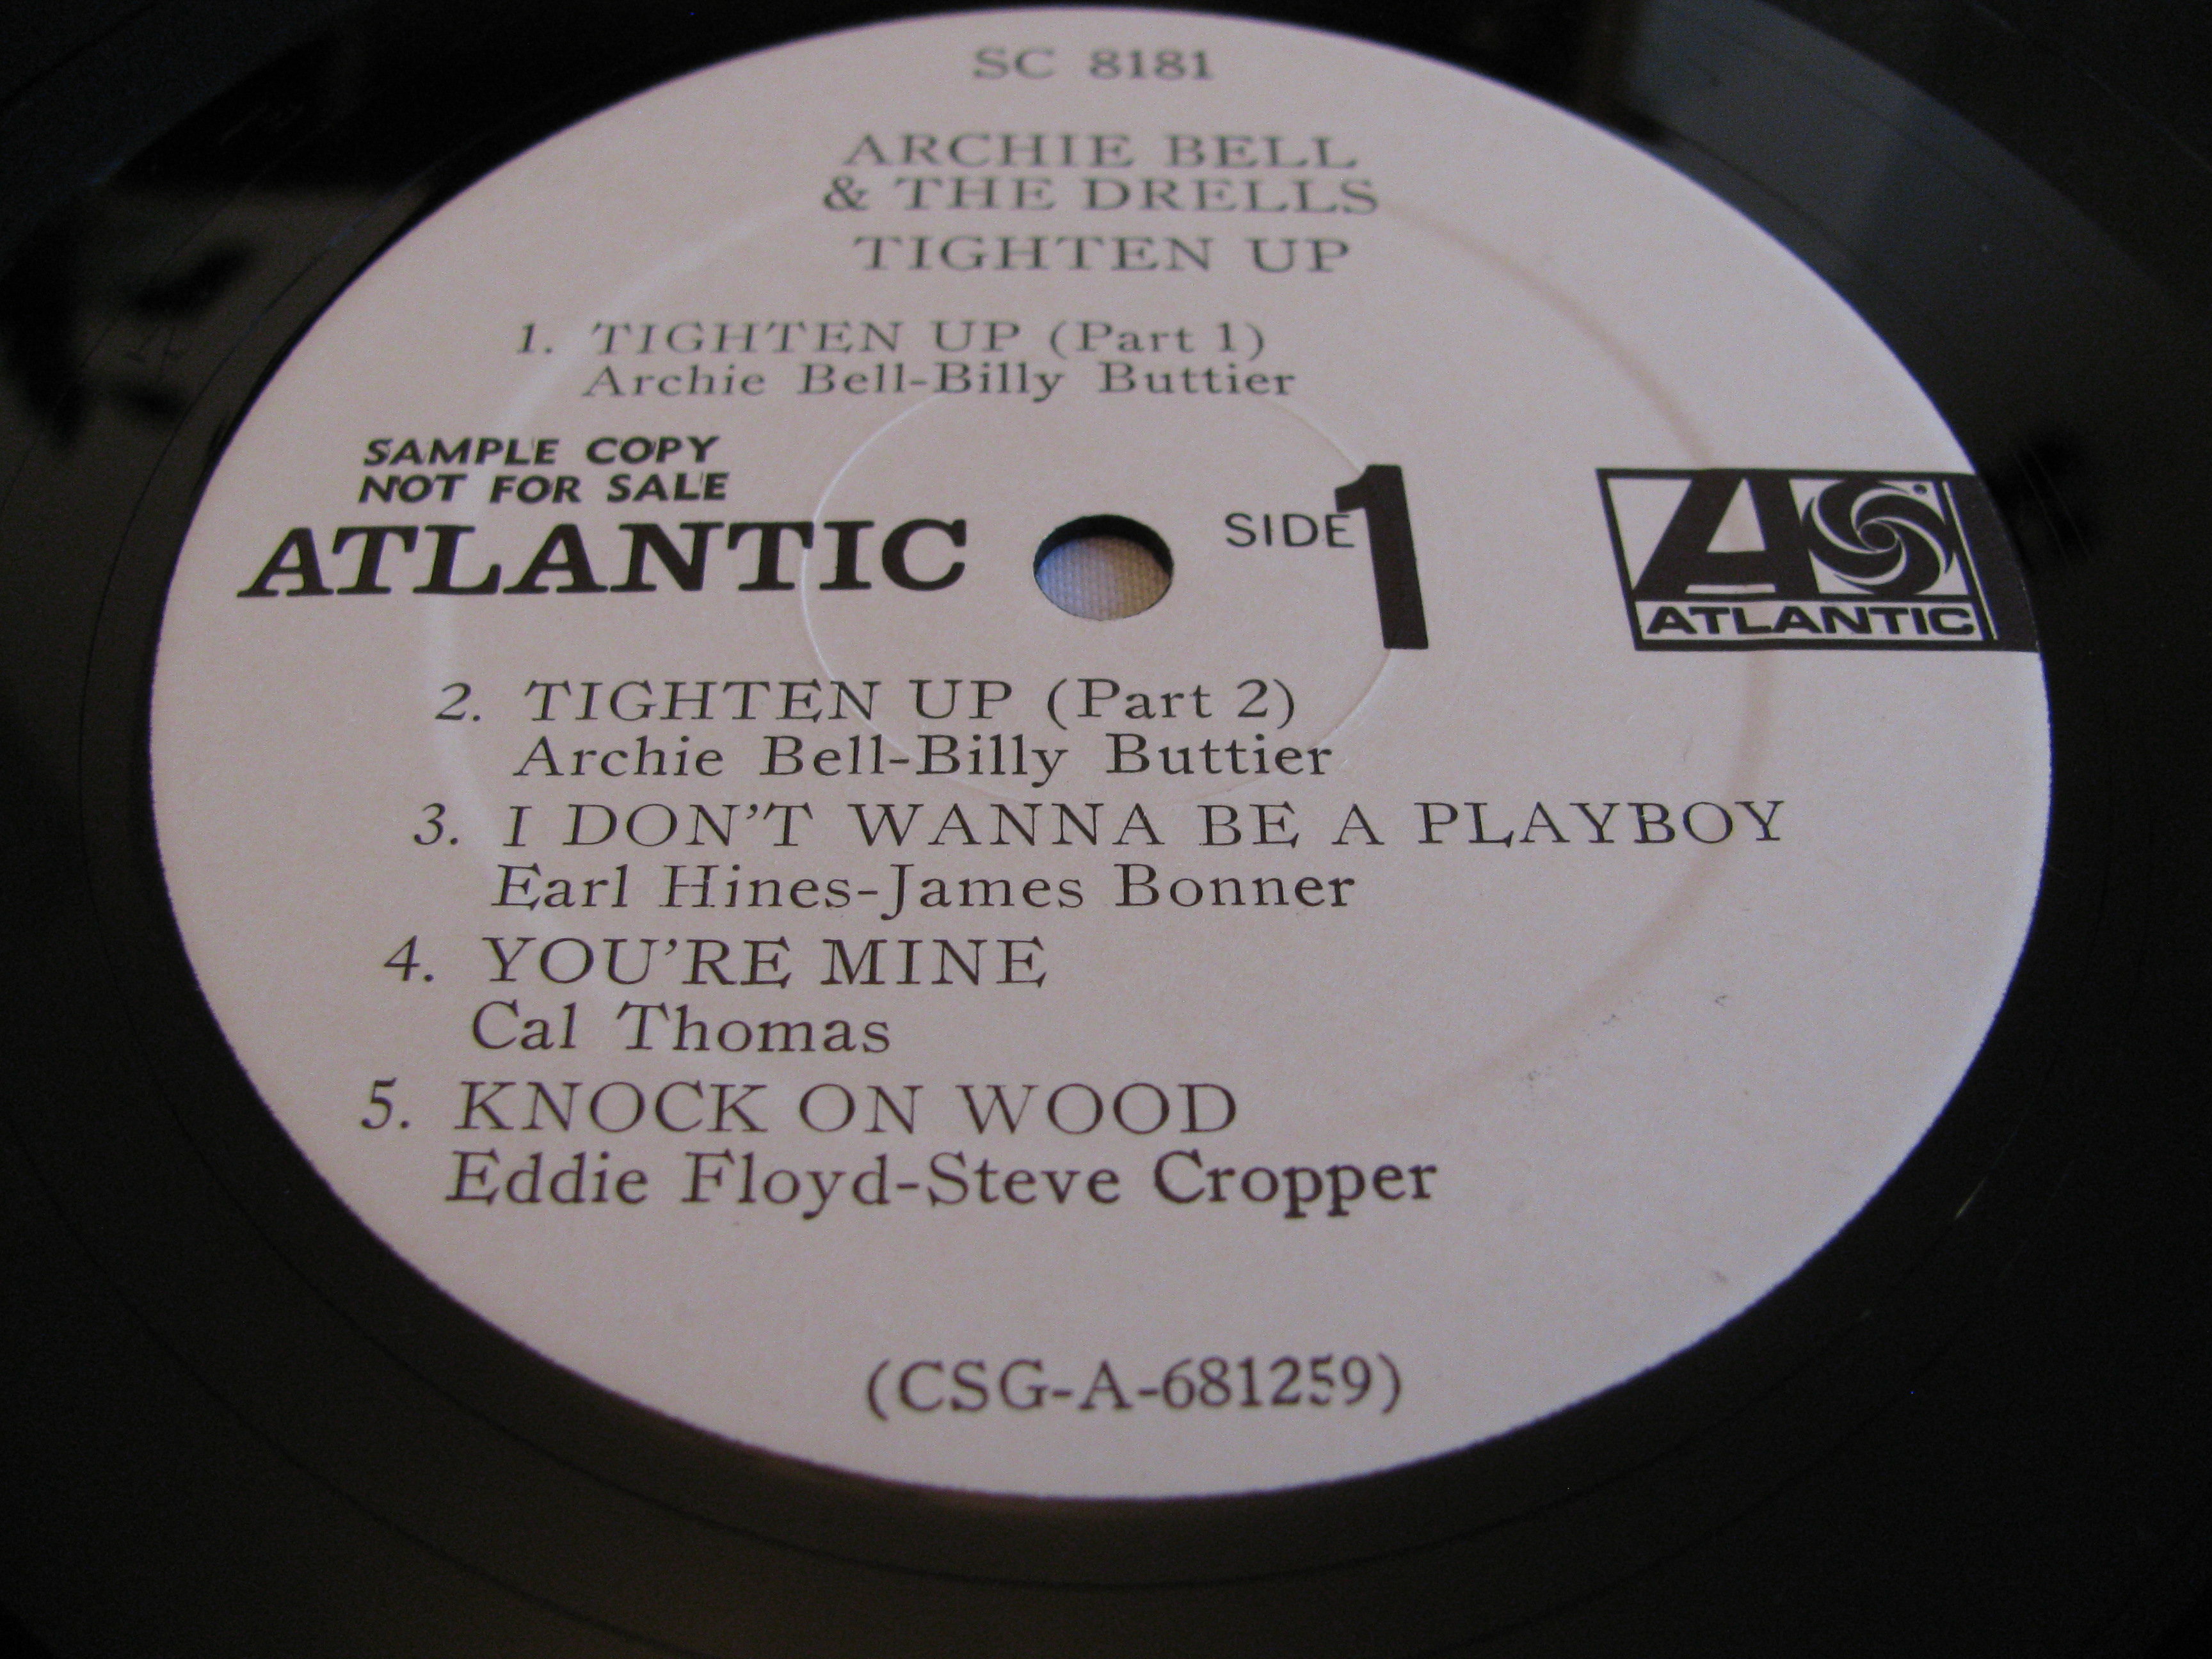 SC 8181
ARCHIE BELL
& THE DRELLS
TIGHTEN UP
1. TIGHTEN UP (Part 1)
Archie Bell-Billy Buttier
SAMPLE COPY
NOT FOR SALE
ATLANTIC
SIDE 1
A
ATLANTIC
2. TIGHTEN UP (Part 2)
Archie Bell-Billy Buttier
3. I DON'T WANNA BE A PLAYBOY
Earl Hines-James Bonner
4. YOU'RE MINE
Cal Thomas
5. KNOCK ON WOOD
Eddie Floyd-Steve Cropper
(CSG-A-681259)